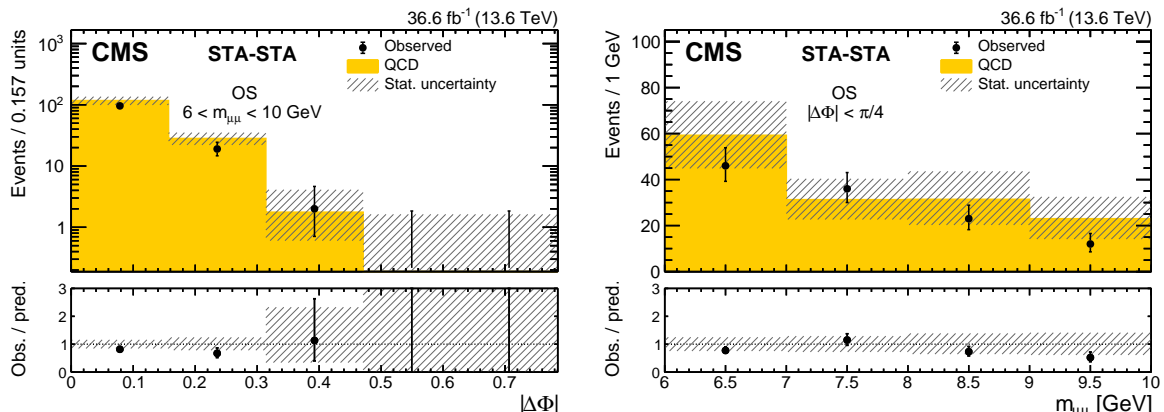 36.6 fb⁻¹ (13.6 TeV)
Events / 0.157 units
10³
10²
10
1
CMS
STA-STA
Observed
QCD
Stat. uncertainty
OS
6 < mμμ < 10 GeV
Obs. / pred.
3
2
1
0
0 0.1 0.2 0.3 0.4 0.5 0.6 0.7
|ΔΦ|
36.6 fb⁻¹ (13.6 TeV)
Events / 1 GeV
100
80
60
40
20
0
CMS
STA-STA
Observed
QCD
Stat. uncertainty
OS
|ΔΦ| < π/4
Obs. / pred.
3
2
1
0
6 6.5 7 7.5 8 8.5 9 9.5 10
mμμ [GeV]